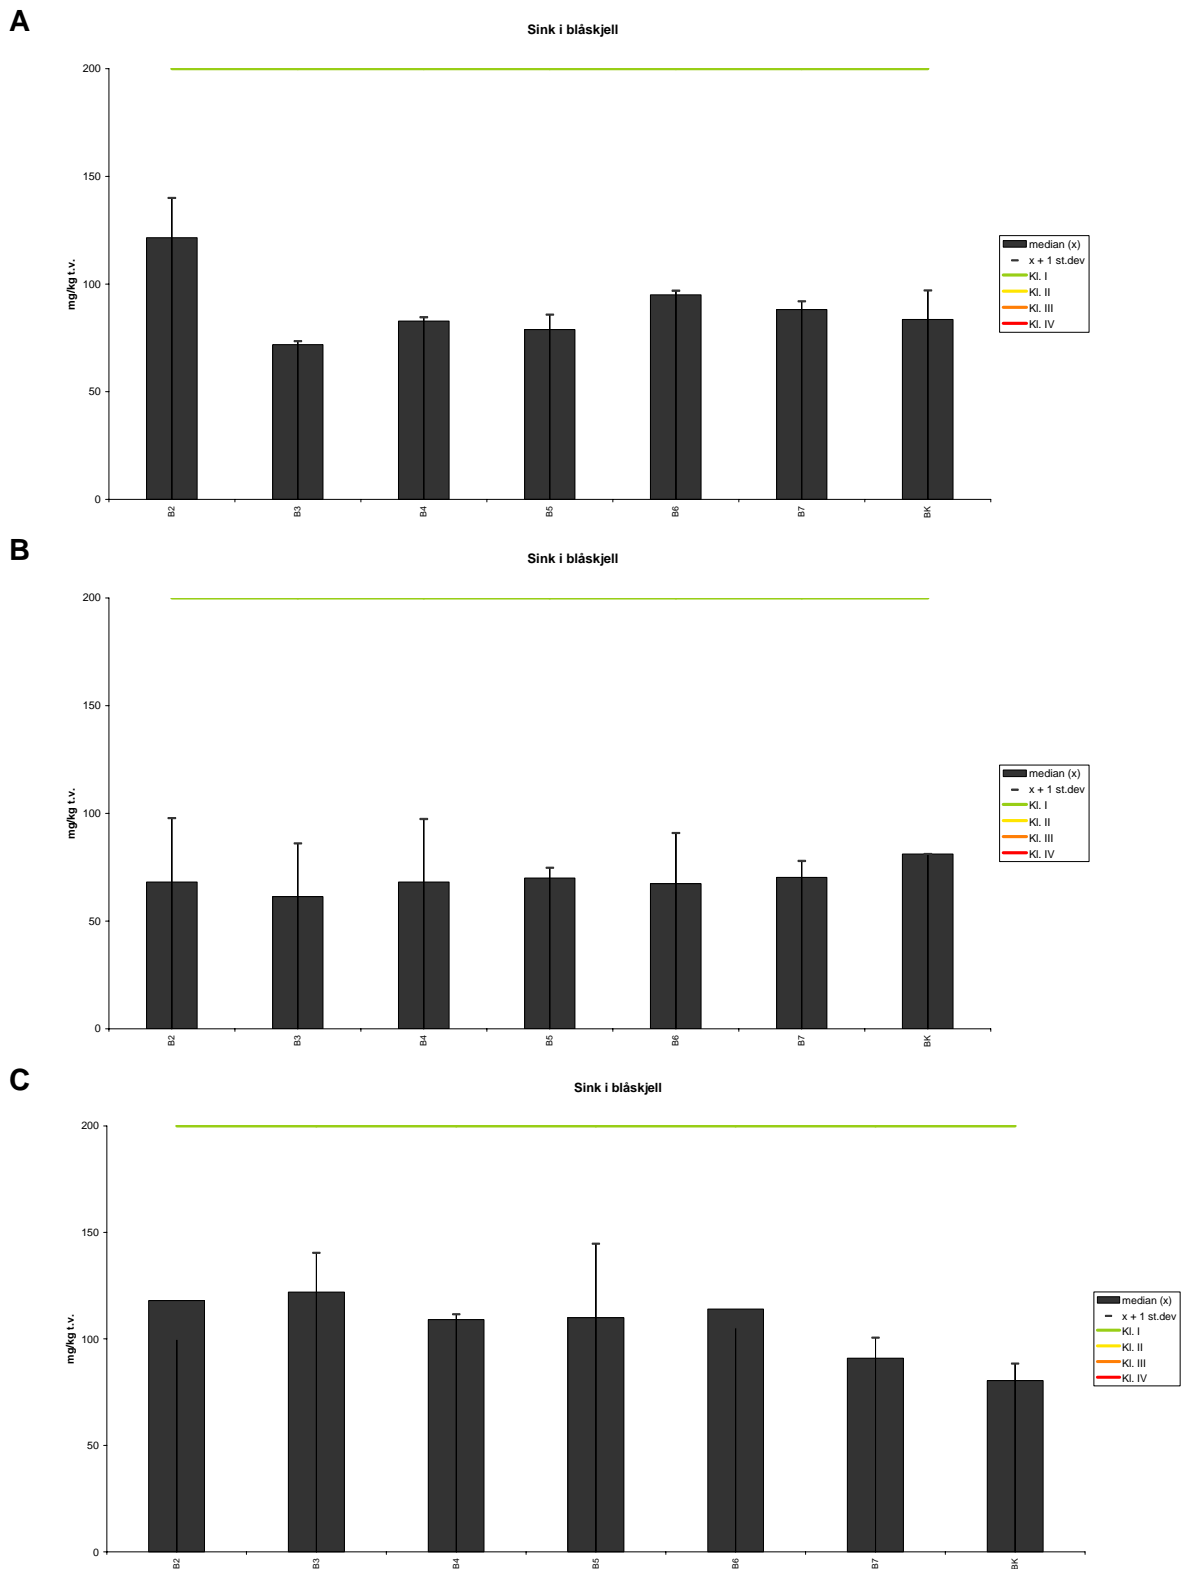 A
Sink i blåskjell
200
150
100
50
0
mg/kg t.v.
B2
B3
B4
B5
B6
B7
BK
median (x)
x + 1 st.dev
Kl. I
Kl. II
Kl. III
Kl. IV
B
Sink i blåskjell
200
150
100
50
0
mg/kg t.v.
B2
B3
B4
B5
B6
B7
BK
median (x)
x + 1 st.dev
Kl. I
Kl. II
Kl. III
Kl. IV
C
Sink i blåskjell
200
150
100
50
0
mg/kg t.v.
B2
B3
B4
B5
B6
B7
BK
median (x)
x + 1 st.dev
Kl. I
Kl. II
Kl. III
Kl. IV